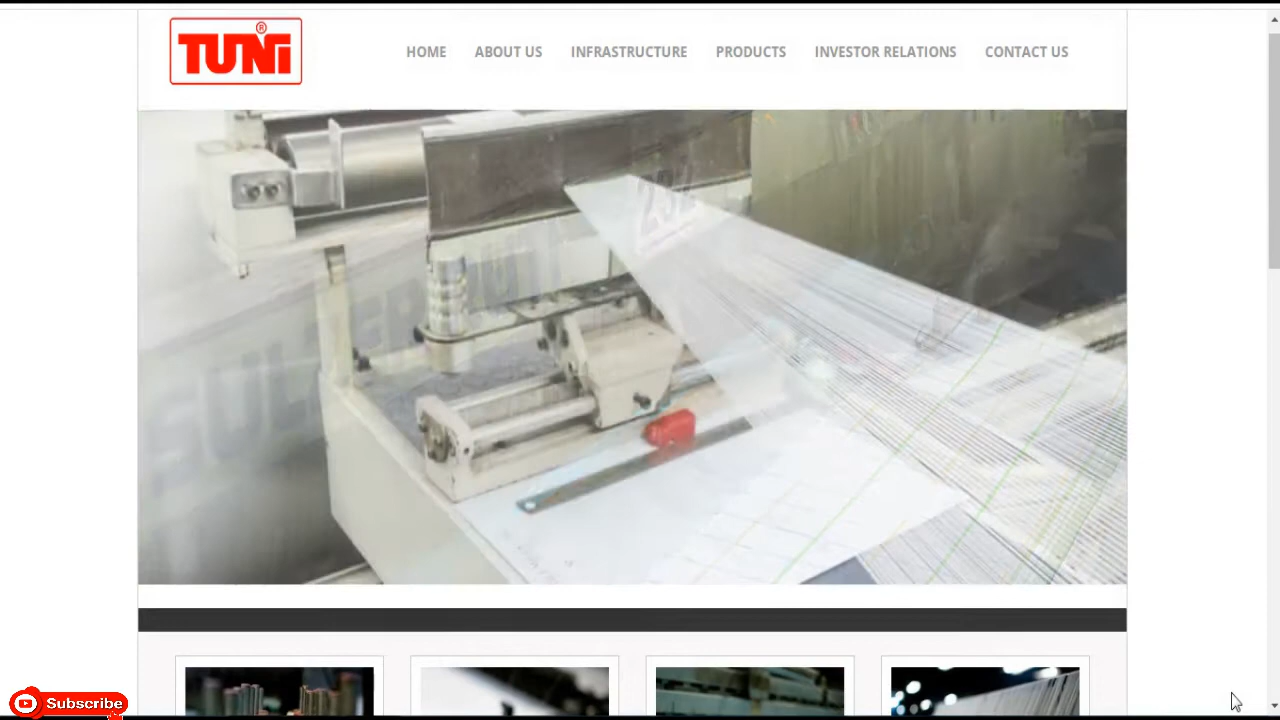 TUNI®
HOME ABOUT US INFRASTRUCTURE PRODUCTS INVESTOR RELATIONS CONTACT US
Subscribe